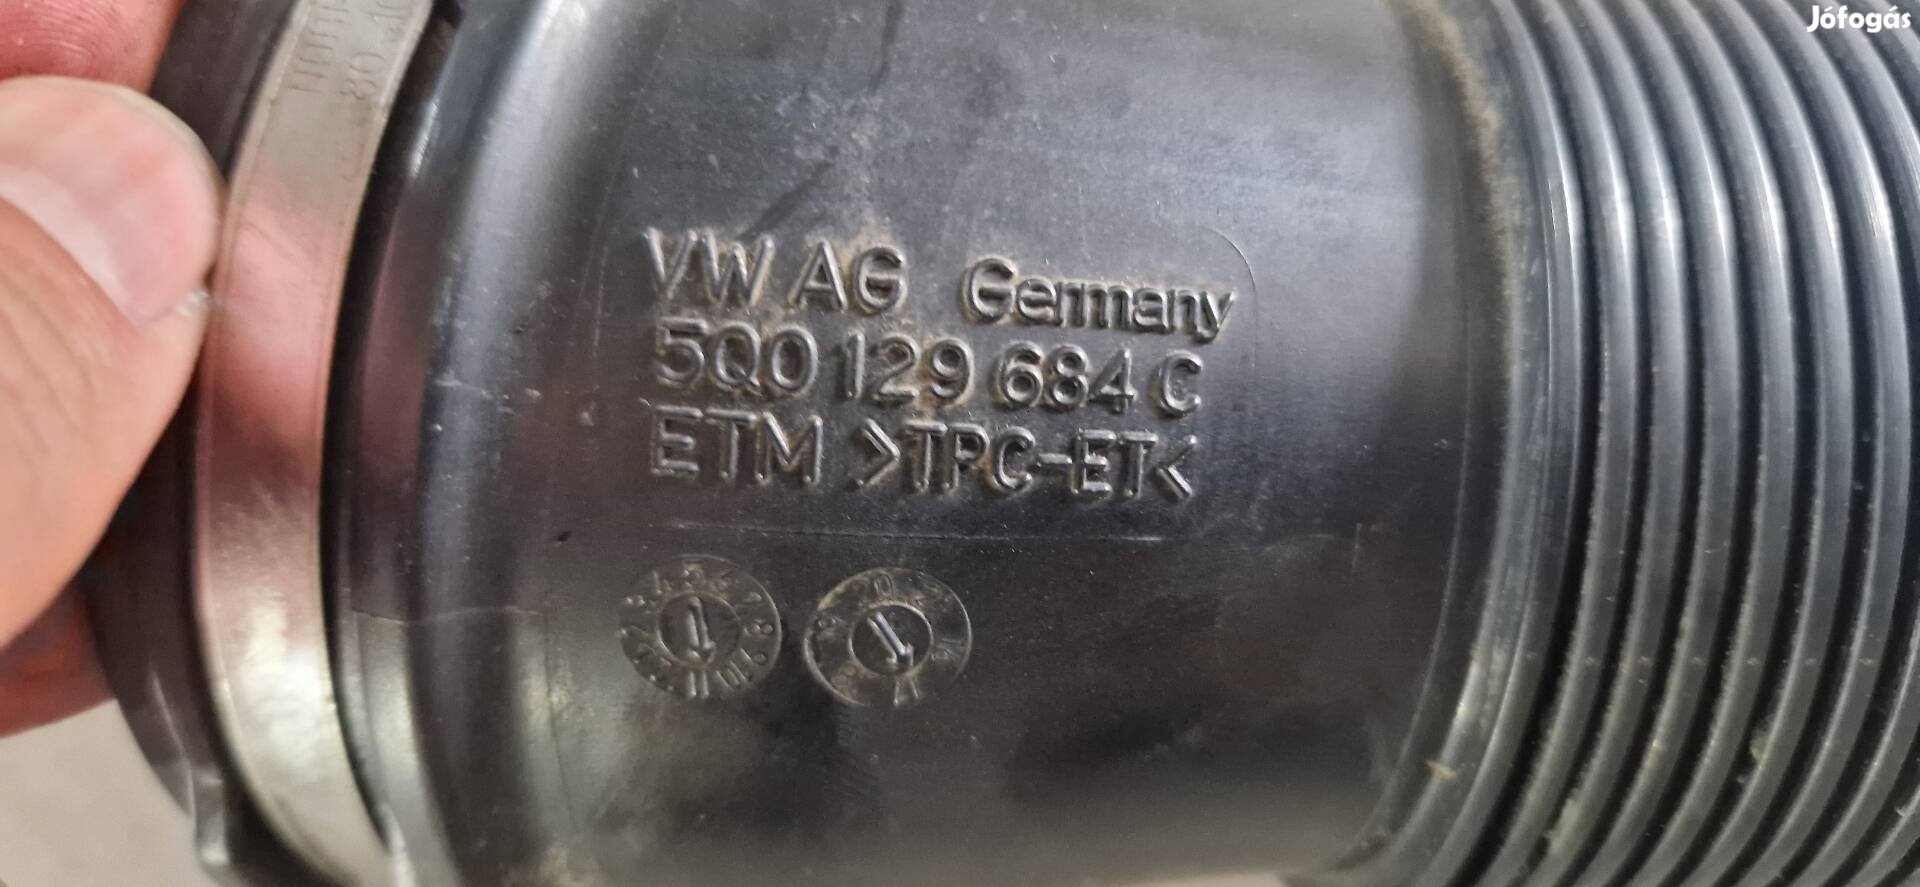 Jófogás
VW AG Germany
5Q0 129 684 C
ETM >TPC-ET<